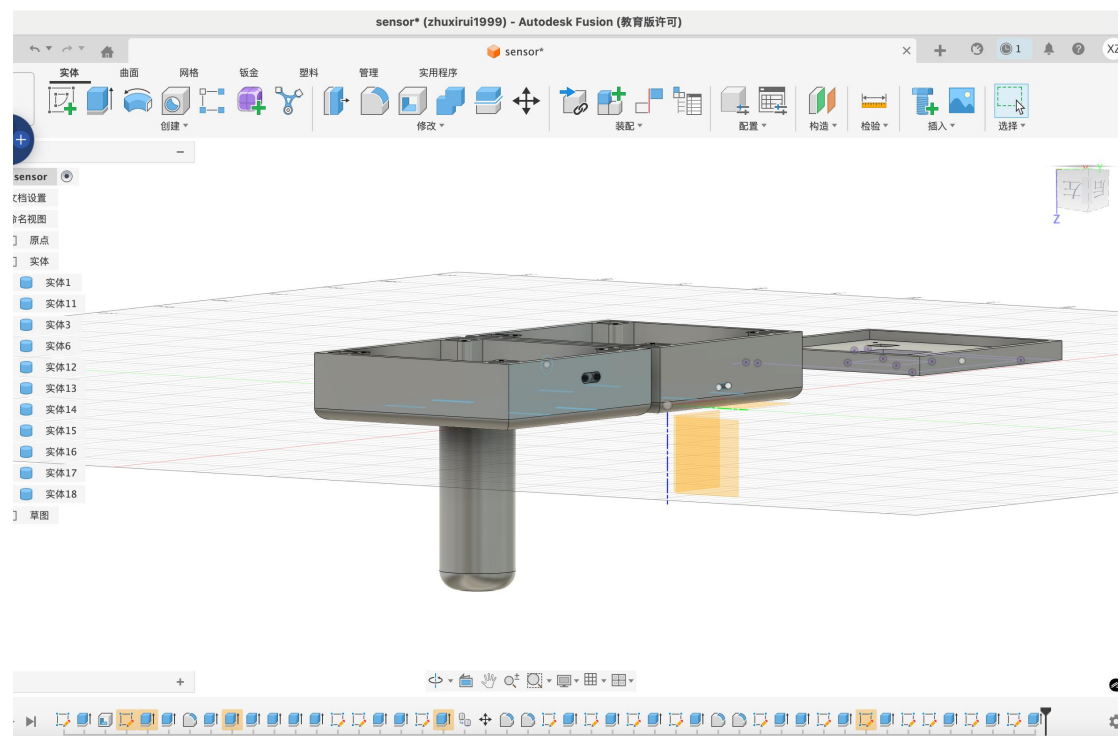 sensor* (zhuxirui1999) - Autodesk Fusion (教育版许可)
sensor*
1
XZ
实体 曲面 网格 钣金 塑料 管理 实用程序
创建 修改 装配 配置 构造 检验 插入 选择
sensor
文档设置
命名视图
原点
实体
实体1
实体11
实体3
实体6
实体12
实体13
实体14
实体15
实体16
实体17
实体18
草图
左 后
Y
Z